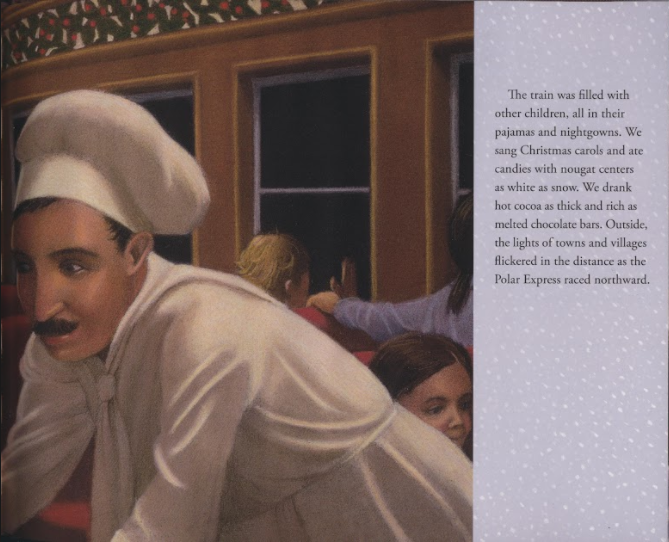 The train was filled with
other children, all in their
pajamas and nightgowns. We
sang Christmas carols and ate
candies with nougat centers
as white as snow. We drank
hot cocoa as thick and rich as
melted chocolate bars. Outside,
the lights of towns and villages
flickered in the distance as the
Polar Express raced northward.